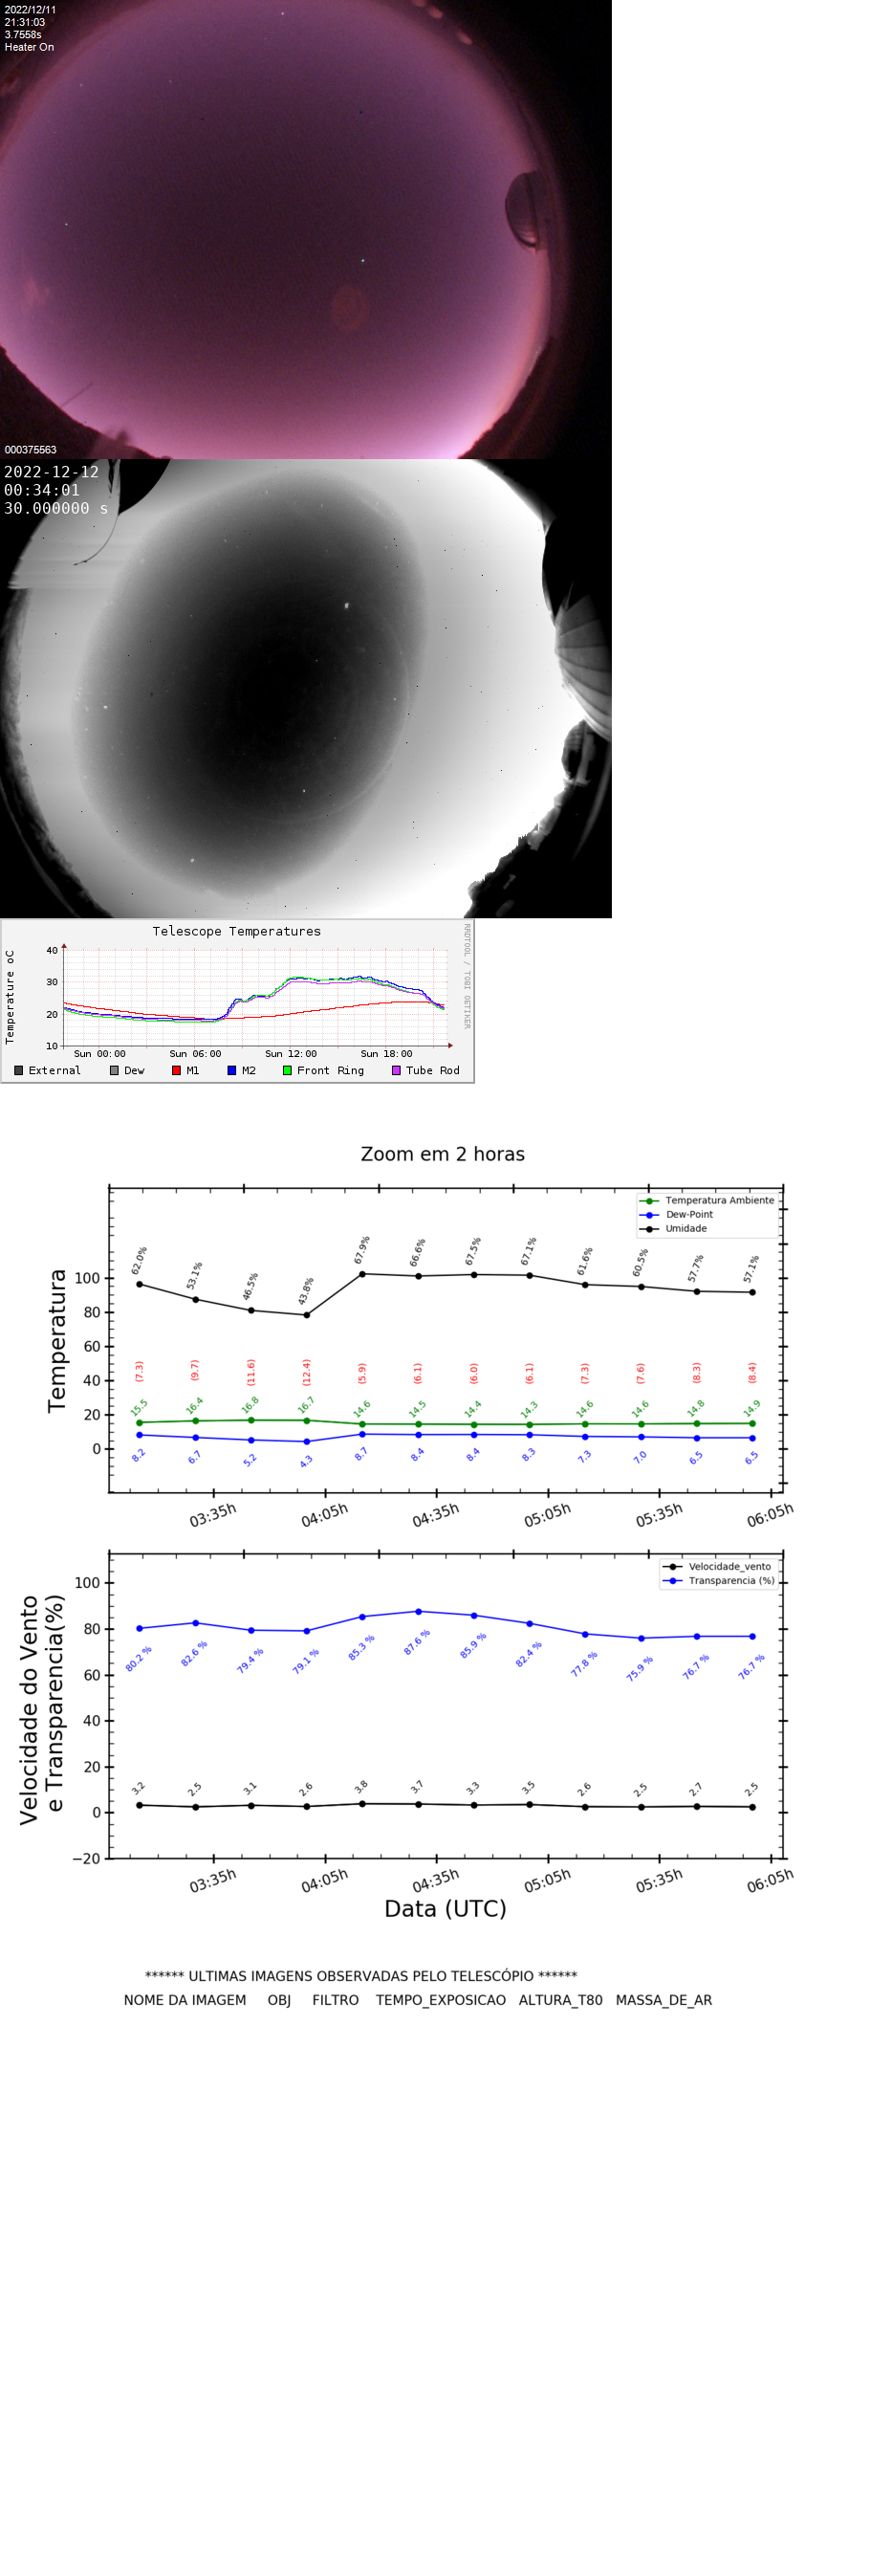 2022/12/11
21:31:03
3.7558s
Heater On
000375563
2022-12-12
00:34:01
30.000000 s
Telescope Temperatures
RRDTOOL / TOBI OETIKER
Temperature oC
40
30
20
10
Sun 00:00 Sun 06:00 Sun 12:00 Sun 18:00
External Dew M1 M2 Front Ring Tube Rod
Zoom em 2 horas
Temperatura Ambiente
Dew-Point
Umidade
Temperatura
100
80
60
40
20
0
62.0% 53.1% 46.5% 43.8% 67.9% 66.6% 67.5% 67.1% 61.6% 60.5% 57.7% 57.1%
(7.3) (9.7) (11.6) (12.4) (5.9) (6.1) (6.0) (6.1) (7.3) (7.6) (8.3) (8.4)
15.5 16.4 16.8 16.7 14.6 14.5 14.4 14.3 14.6 14.6 14.8 14.9
8.2 6.7 5.2 4.3 8.7 8.4 8.4 8.3 7.3 7.0 6.5 6.5
03:35h 04:05h 04:35h 05:05h 05:35h 06:05h
Velocidade_vento
Transparencia (%)
Velocidade do Vento
e Transparencia(%)
100
80
60
40
20
0
−20
80.2 % 82.6 % 79.4 % 79.1 % 85.3 % 87.6 % 85.9 % 82.4 % 77.8 % 75.9 % 76.7 % 76.7 %
3.2 2.5 3.1 2.6 3.8 3.7 3.3 3.5 2.6 2.5 2.7 2.5
03:35h 04:05h 04:35h 05:05h 05:35h 06:05h
Data (UTC)
****** ULTIMAS IMAGENS OBSERVADAS PELO TELESCÓPIO ******
NOME DA IMAGEM OBJ FILTRO TEMPO_EXPOSICAO ALTURA_T80 MASSA_DE_AR